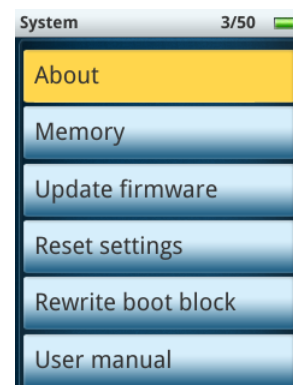 System 3/50
About
Memory
Update firmware
Reset settings
Rewrite boot block
User manual